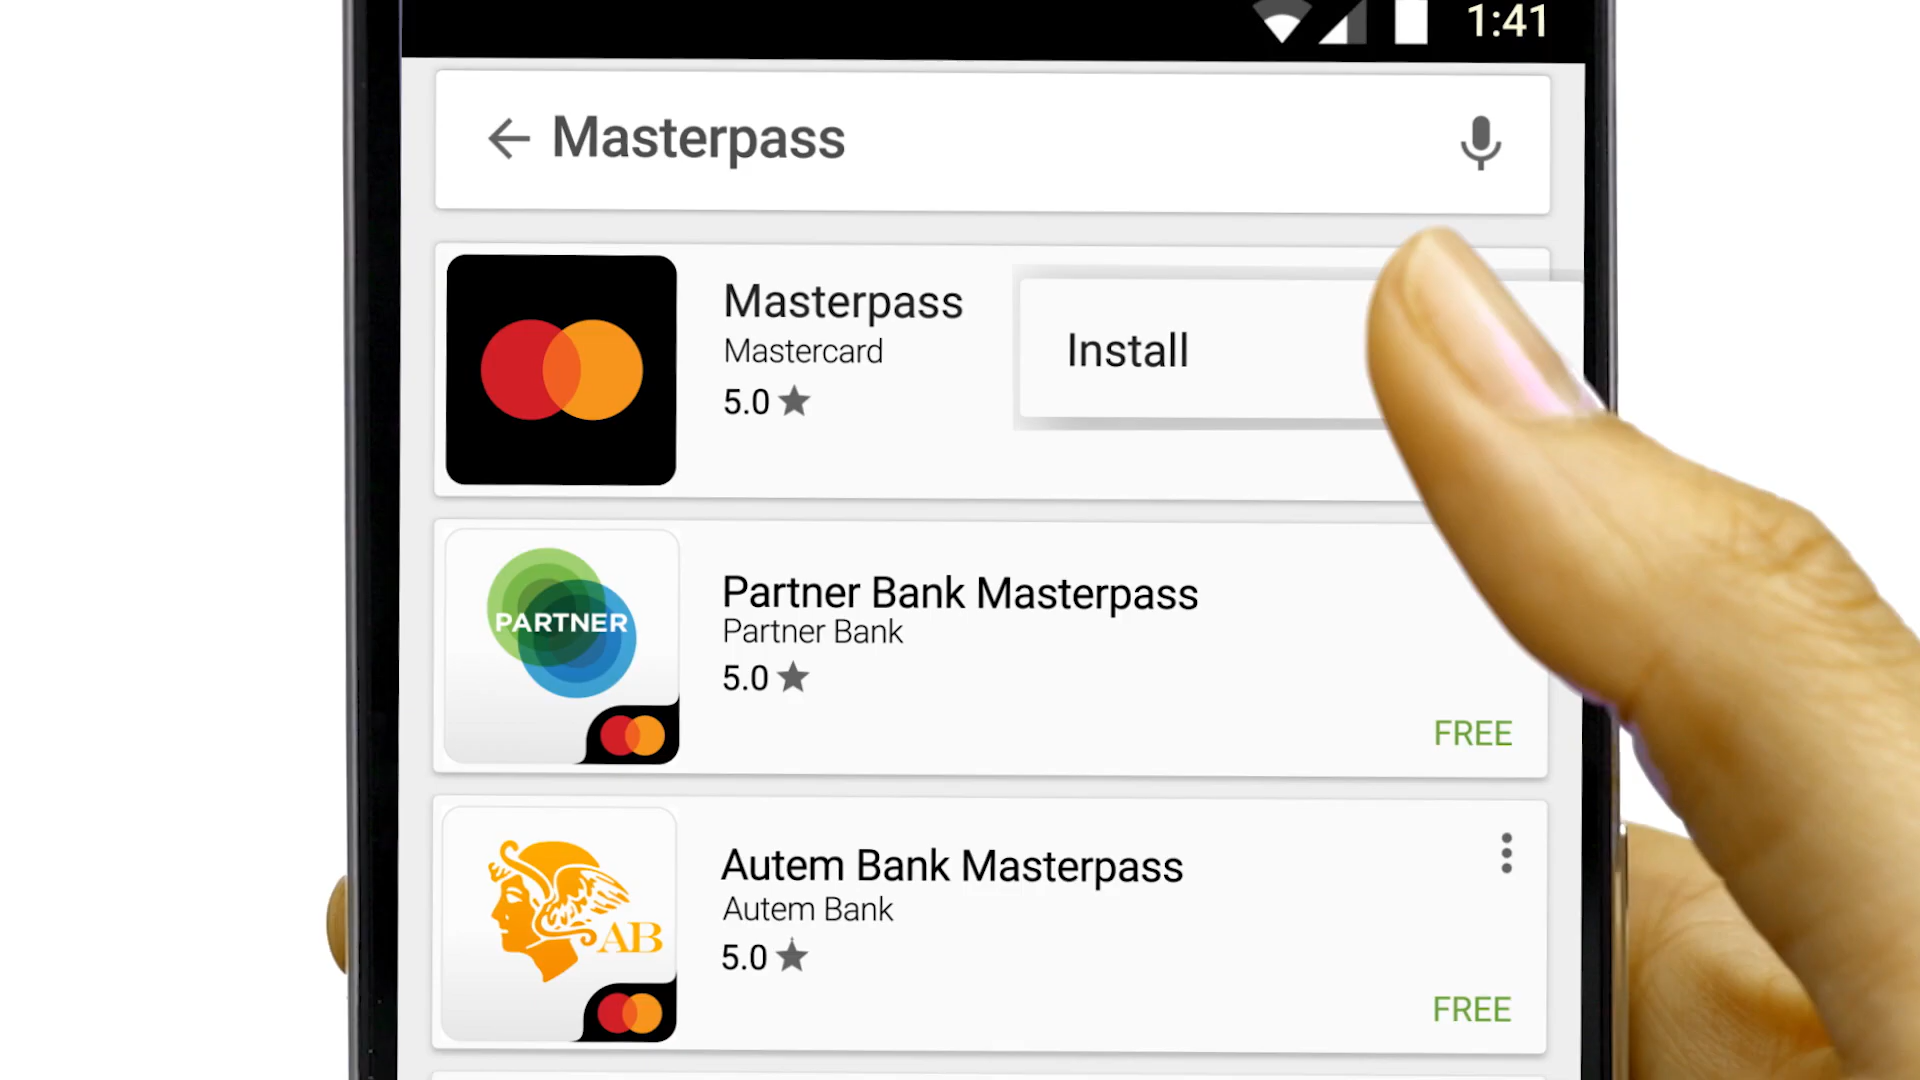 1:41
Masterpass
Masterpass
Mastercard
5.0
Install
PARTNER
Partner Bank Masterpass
Partner Bank
5.0
FREE
AB
Autem Bank Masterpass
Autem Bank
5.0
FREE